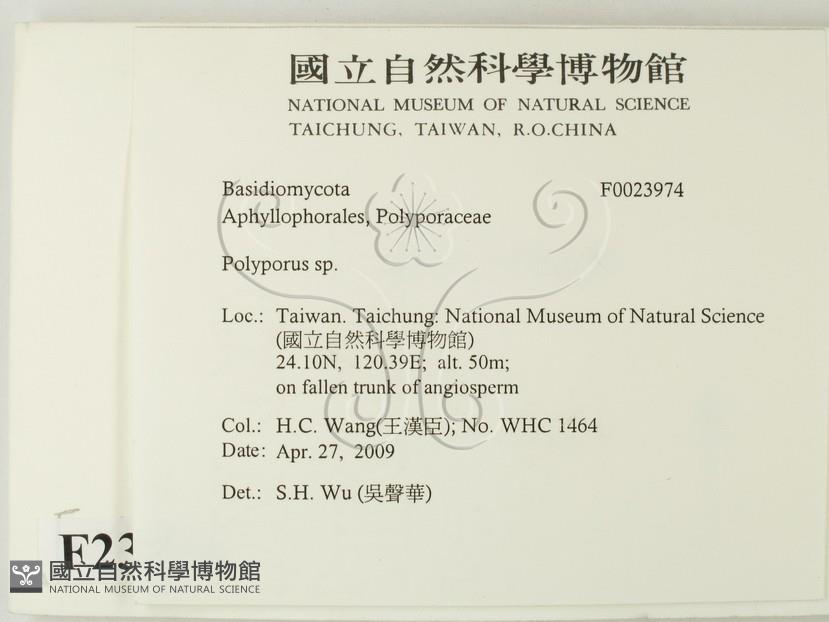 國立自然科學博物館
NATIONAL MUSEUM OF NATURAL SCIENCE
TAICHUNG, TAIWAN, R.O.CHINA
Basidiomycota F0023974
Aphyllophorales, Polyporaceae
Polyporus sp.
Loc.: Taiwan. Taichung: National Museum of Natural Science
(國立自然科學博物館)
24.10N, 120.39E; alt. 50m;
on fallen trunk of angiosperm
Col.: H.C. Wang(王漢臣); No. WHC 1464
Date: Apr. 27, 2009
Det.: S.H. Wu (吳聲華)
F23
國立自然科學博物館
NATIONAL MUSEUM OF NATURAL SCIENCE